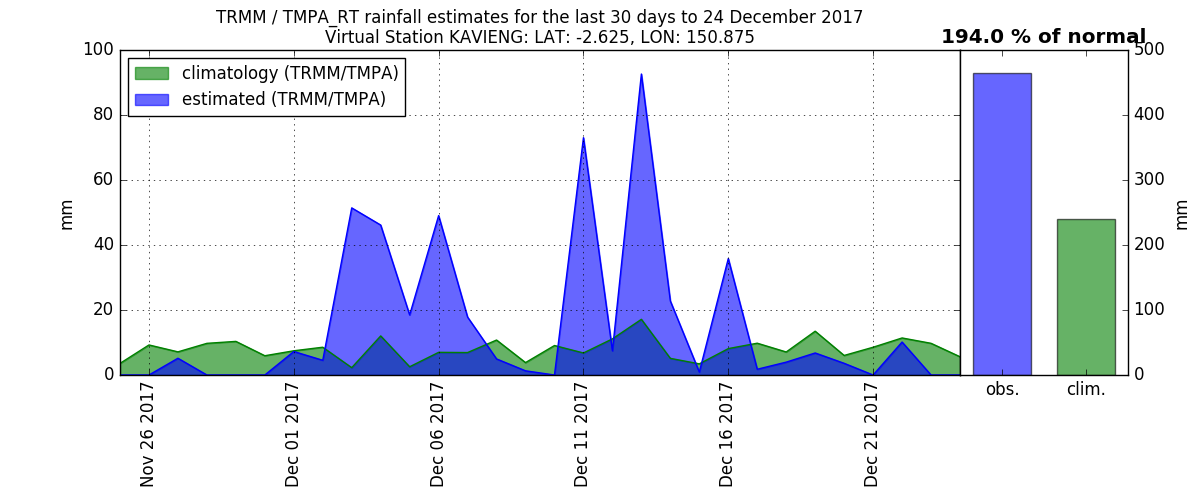 TRMM / TMPA_RT rainfall estimates for the last 30 days to 24 December 2017
Virtual Station KAVIENG: LAT: -2.625, LON: 150.875
194.0 % of normal
climatology (TRMM/TMPA)
estimated (TRMM/TMPA)
100
80
60
40
20
0
mm
500
400
300
200
100
0
mm
Nov 26 2017
Dec 01 2017
Dec 06 2017
Dec 11 2017
Dec 16 2017
Dec 21 2017
obs.
clim.